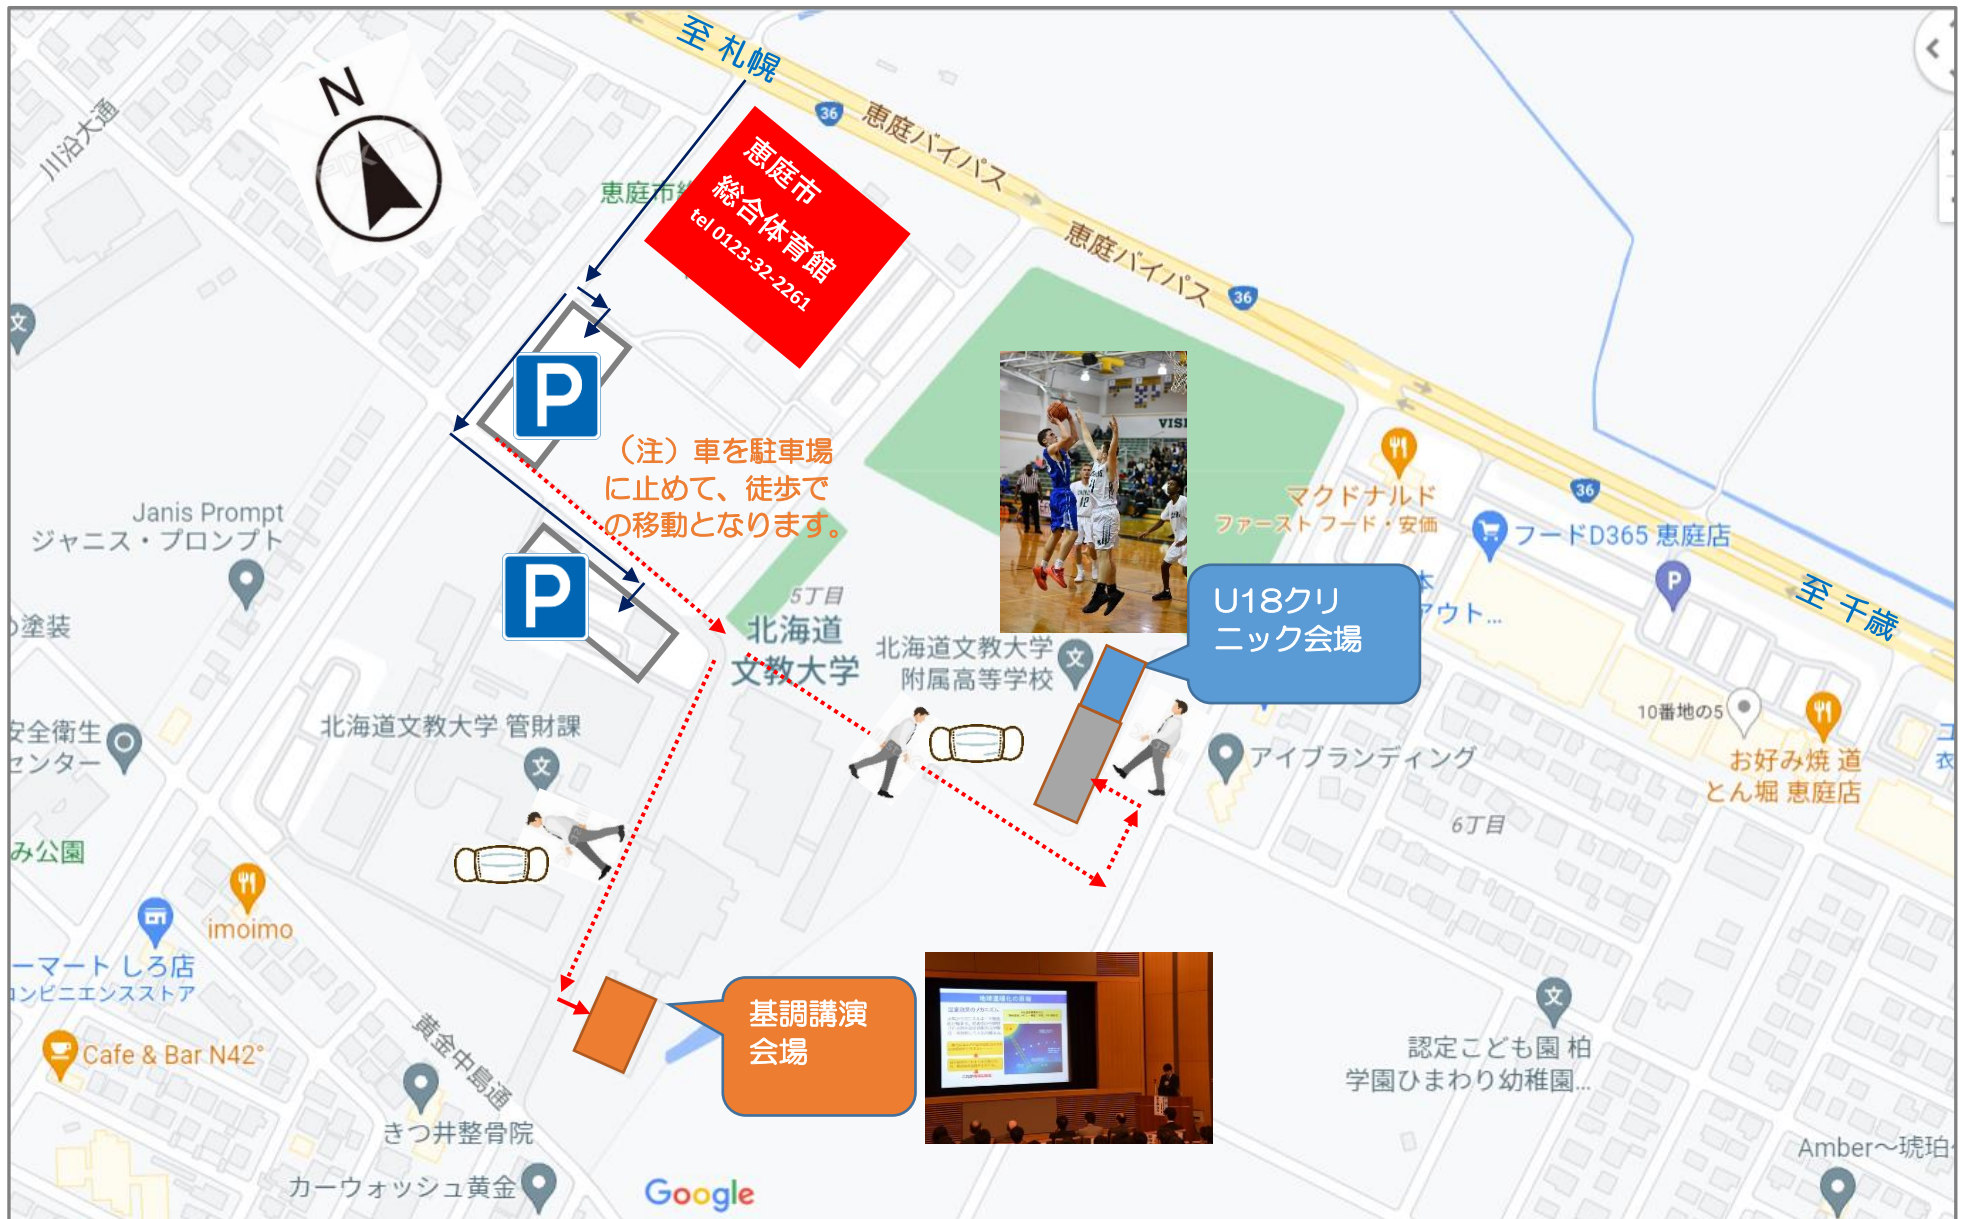 至 札幌
36
恵庭バイパス
川沿大通
N
恵庭市
恵庭市
総合体育館
tel 0123-32-2261
恵庭バイパス
36
P
（注）車を駐車場
に止めて、徒歩で
の移動となります。
VIS
マクドナルド
ファースト フード・安価
36
フードD365 恵庭店
P
至 千歳
Janis Prompt
ジャニス・プロンプト
P
5丁目
北海道
文教大学
北海道文教大学
附属高等学校
文
U18クリ
ニック会場
アウト...
塗装
文
安全衛生
センター
北海道文教大学 管財課
文
10番地の5
お好み焼 道
とん堀 恵庭店
アイブランディング
6丁目
み公園
imoimo
ーマート しろ店
コンビニエンスストア
Cafe & Bar N42°
黄金中島通
基調講演
会場
文
認定こども園 柏
学園ひまわり幼稚園...
きつ井整骨院
カーウォッシュ黄金
Google
Amber～琥珀